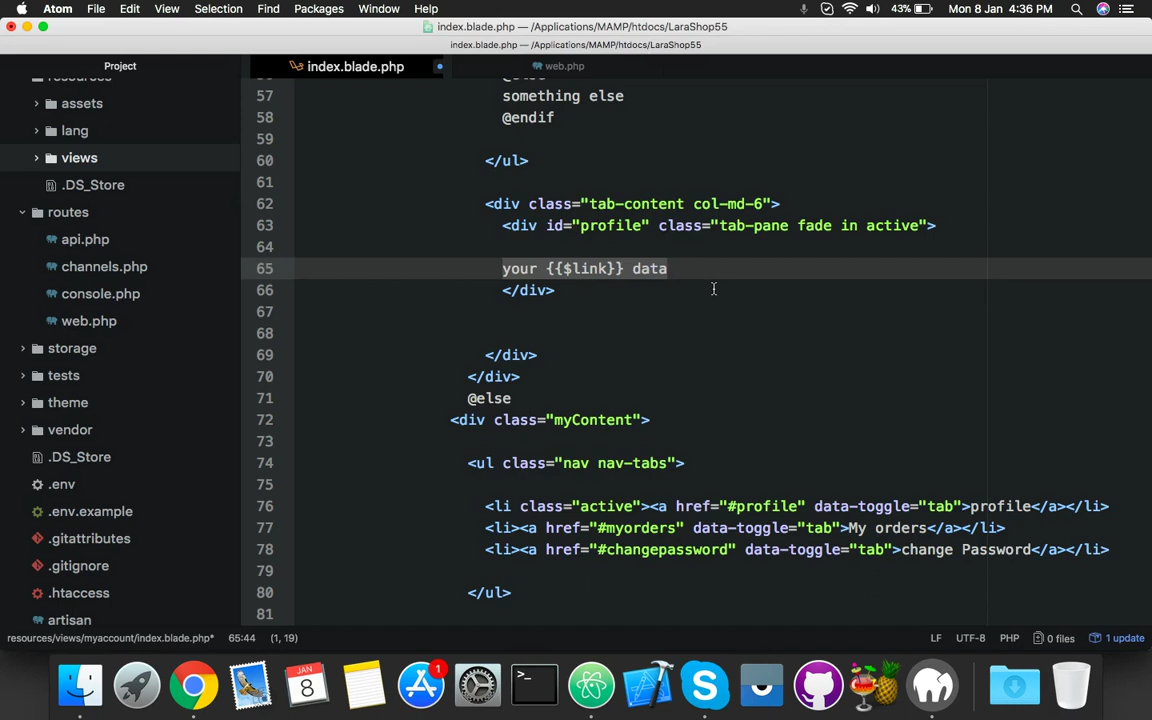 Atom File Edit View Selection Find Packages Window Help 43% Mon 8 Jan 4:36 PM
index.blade.php — /Applications/MAMP/htdocs/LaraShop55
index.blade.php — /Applications/MAMP/htdocs/LaraShop55
Project index.blade.php web.php
resources
assets
lang
views
.DS_Store
routes
api.php
channels.php
console.php
web.php
storage
tests
theme
vendor
.DS_Store
.env
.env.example
.gitattributes
.gitignore
.htaccess
artisan
56 @else
57 something else
58 @endif
59
60 </ul>
61
62 <div class="tab-content col-md-6">
63 <div id="profile" class="tab-pane fade in active">
64
65 your {{$link}} data
66 </div>
67
68
69 </div>
70 </div>
71 @else
72 <div class="myContent">
73
74 <ul class="nav nav-tabs">
75
76 <li class="active"><a href="#profile" data-toggle="tab">profile</a></li>
77 <li><a href="#myorders" data-toggle="tab">My orders</a></li>
78 <li><a href="#changepassword" data-toggle="tab">change Password</a></li>
79
80 </ul>
81
resources/views/myaccount/index.blade.php* 65:44 (1, 19) LF UTF-8 PHP 0 files 1 update
JAN
8
1